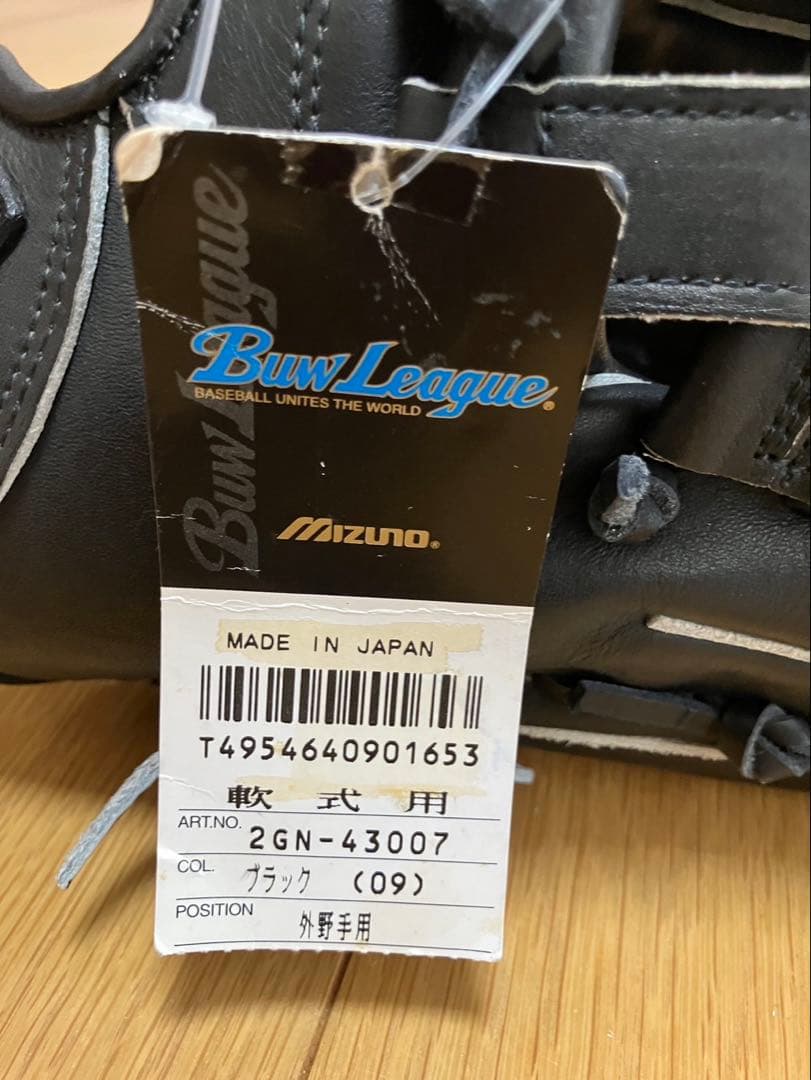 Buw League®
Buw League®
BASEBALL UNITES THE WORLD
MIZUNO®
MADE IN JAPAN
T4954640901653
軟式用
ART.NO. 2GN-43007
COL. ブラック (09)
POSITION 外野手用